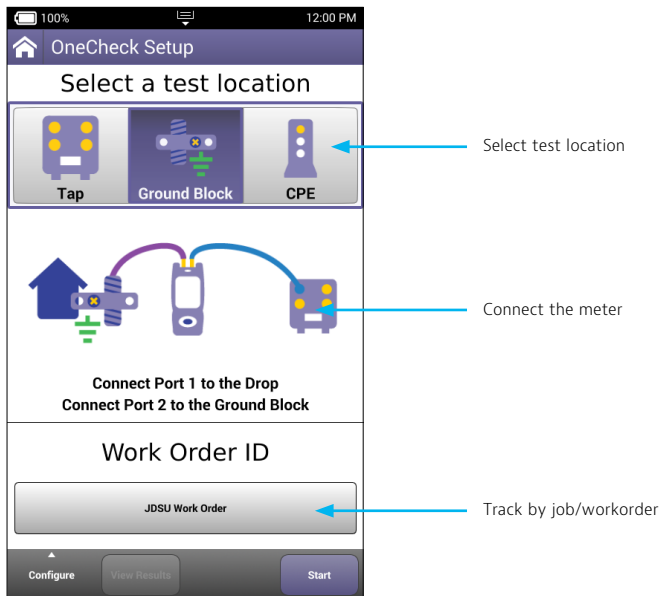 100%
12:00 PM
OneCheck Setup
Select a test location
Tap
Ground Block
CPE
Select test location
Connect the meter
Connect Port 1 to the Drop
Connect Port 2 to the Ground Block
Work Order ID
JDSU Work Order
Track by job/workorder
Configure
View Results
Start